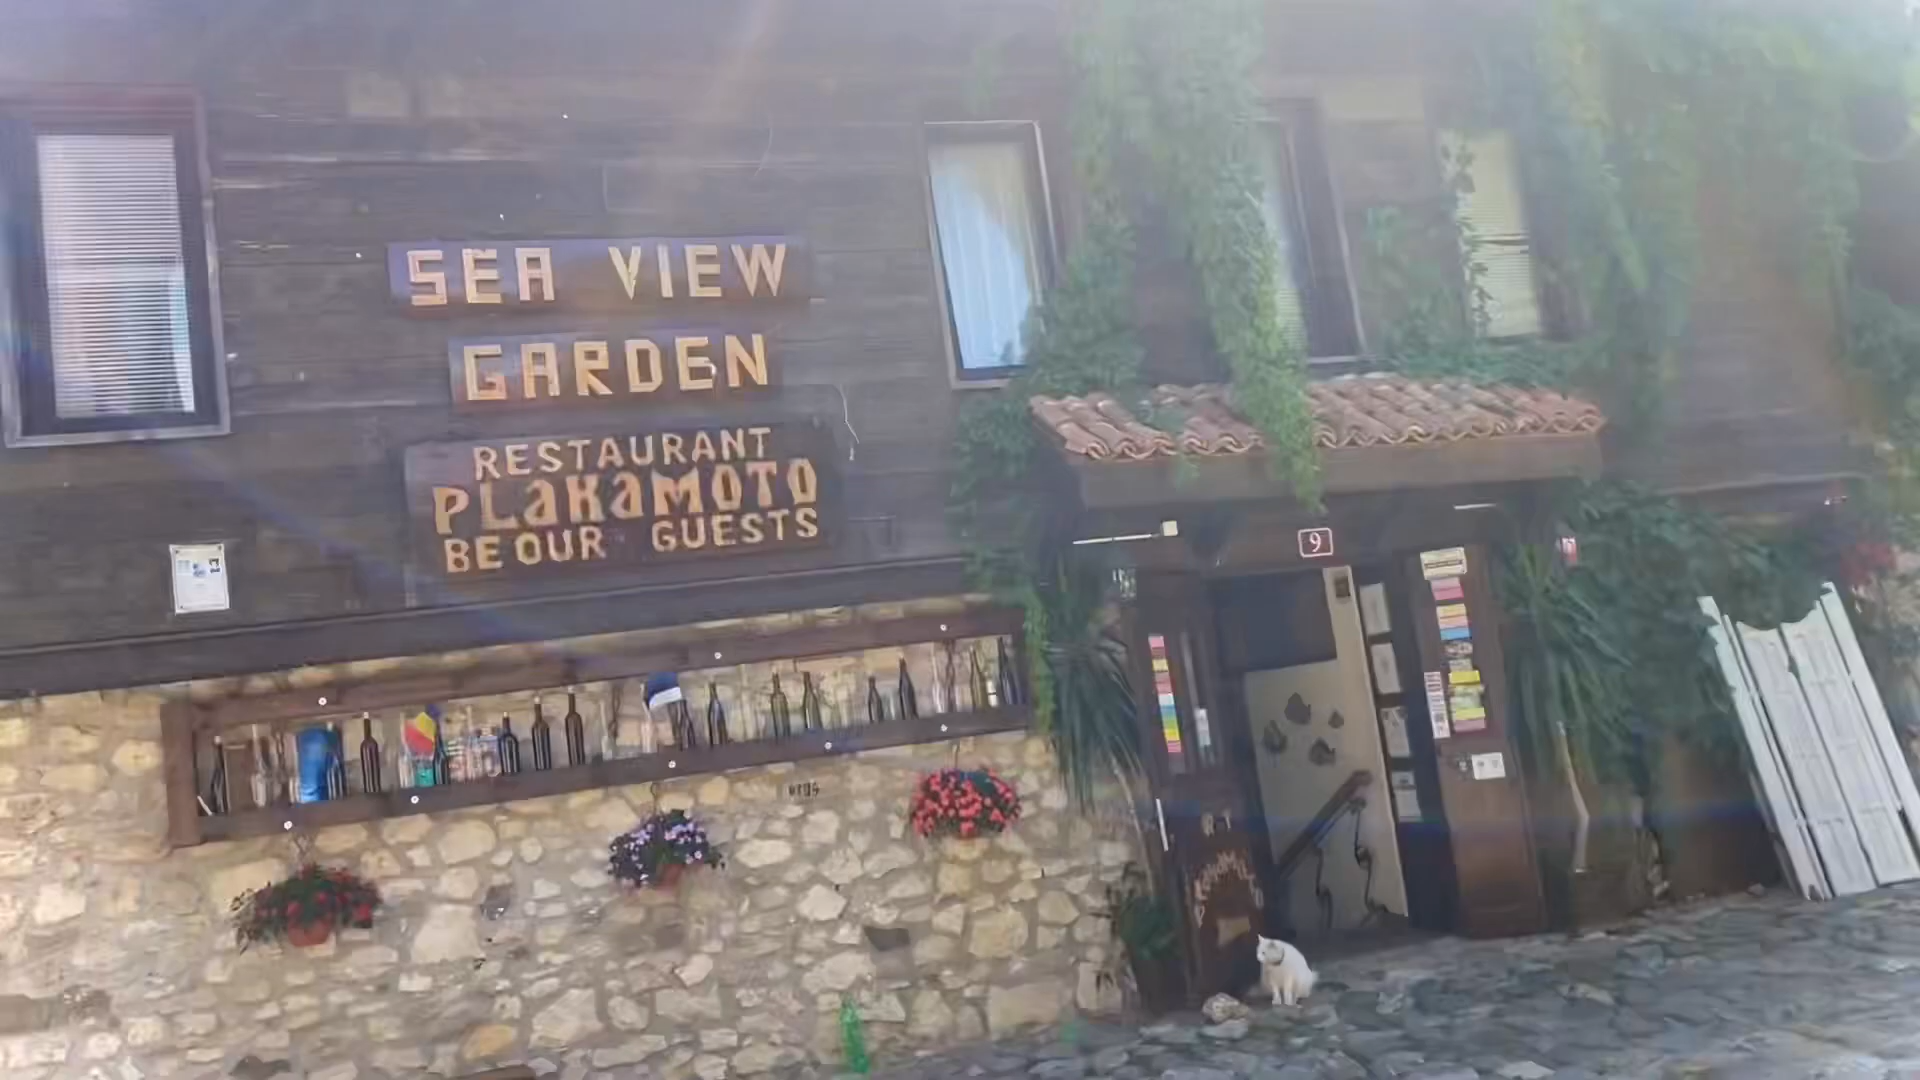 SEA VIEW
GARDEN
RESTAURANT
PLAKAMOTO
BE OUR GUESTS
9